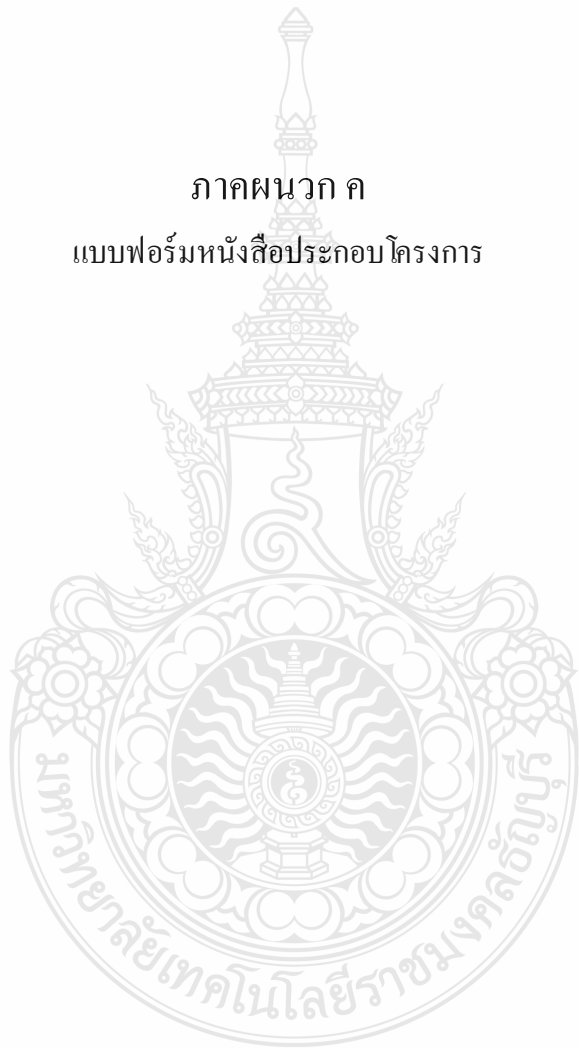 ภาคผนวก ค
แบบฟอร์มหนังสือประกอบโครงการ
มหาวิทยาลัยเทคโนโลยีราชมงคลธัญบุรี